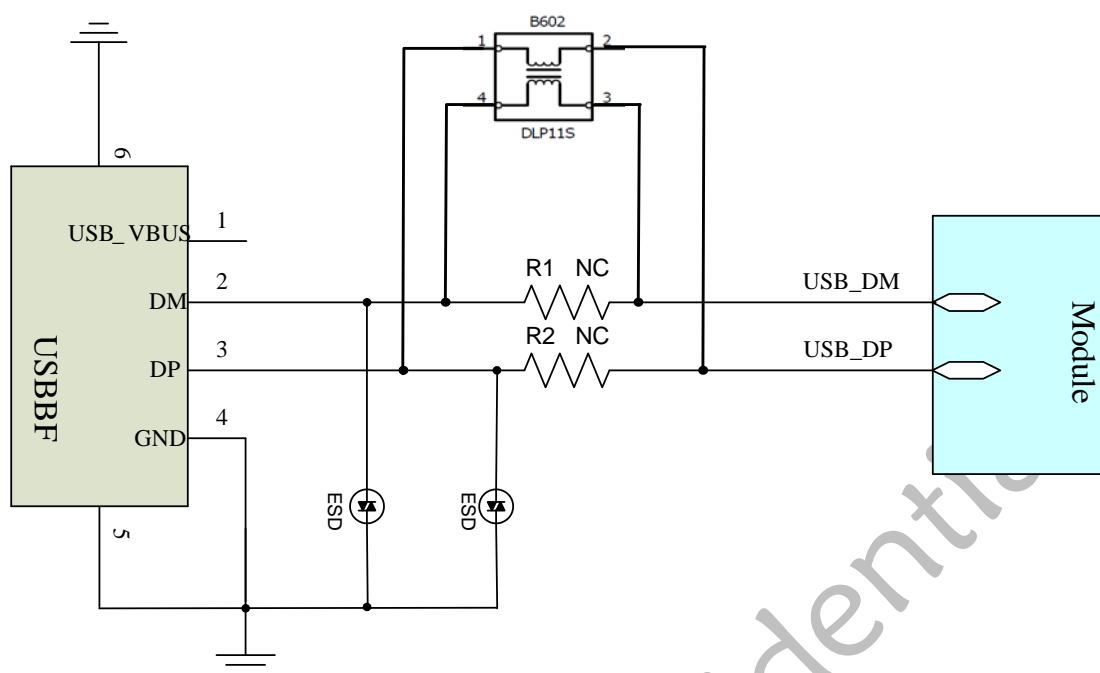 B602
1
2
4
3
DLP11S
6
USB_VBUS
1
R1 NC
USB_DM
DM
2
R2 NC
USB_DP
DP
3
USBBF
Module
GND
4
ESD
ESD
5